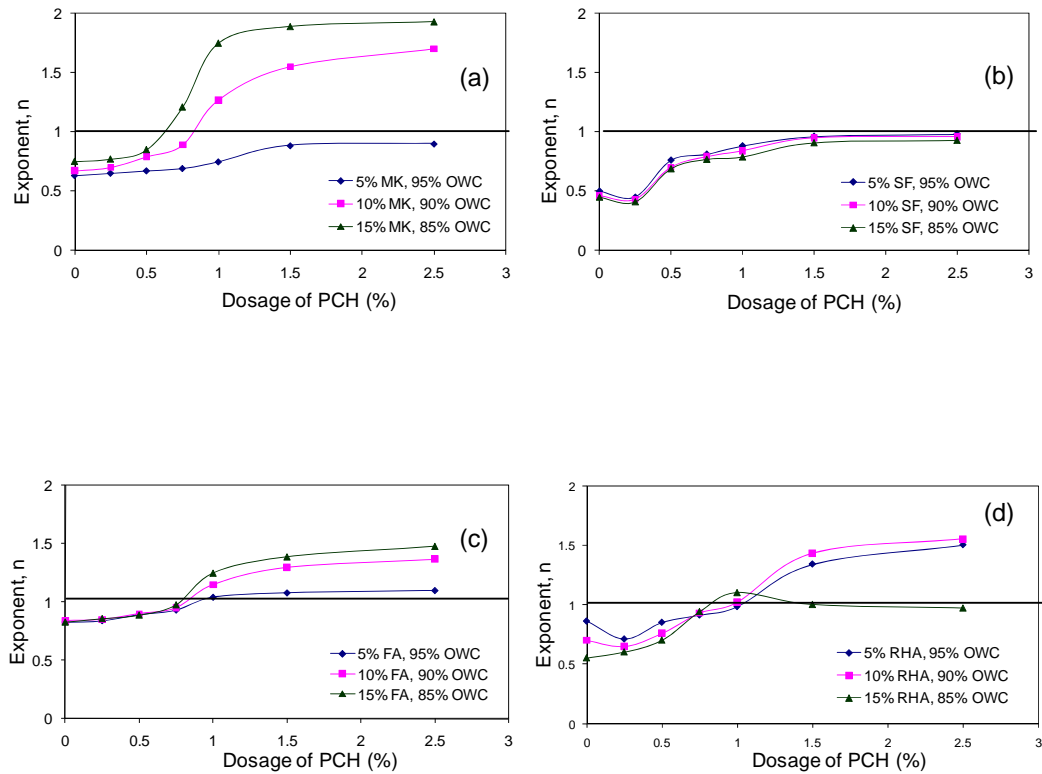 2
1.5
1
0.5
0
Exponent, n
(a)
5% MK, 95% OWC
10% MK, 90% OWC
15% MK, 85% OWC
0 0.5 1 1.5 2 2.5 3
Dosage of PCH (%)
2
1.5
1
0.5
0
Exponent, n
(b)
5% SF, 95% OWC
10% SF, 90% OWC
15% SF, 85% OWC
0 0.5 1 1.5 2 2.5 3
Dosage of PCH (%)
2
1.5
1
0.5
0
Exponent, n
(c)
5% FA, 95% OWC
10% FA, 90% OWC
15% FA, 85% OWC
0 0.5 1 1.5 2 2.5 3
Dosage of PCH (%)
2
1.5
1
0.5
0
Exponent, n
(d)
5% RHA, 95% OWC
10% RHA, 90% OWC
15% RHA, 85% OWC
0 0.5 1 1.5 2 2.5 3
Dosage of PCH (%)